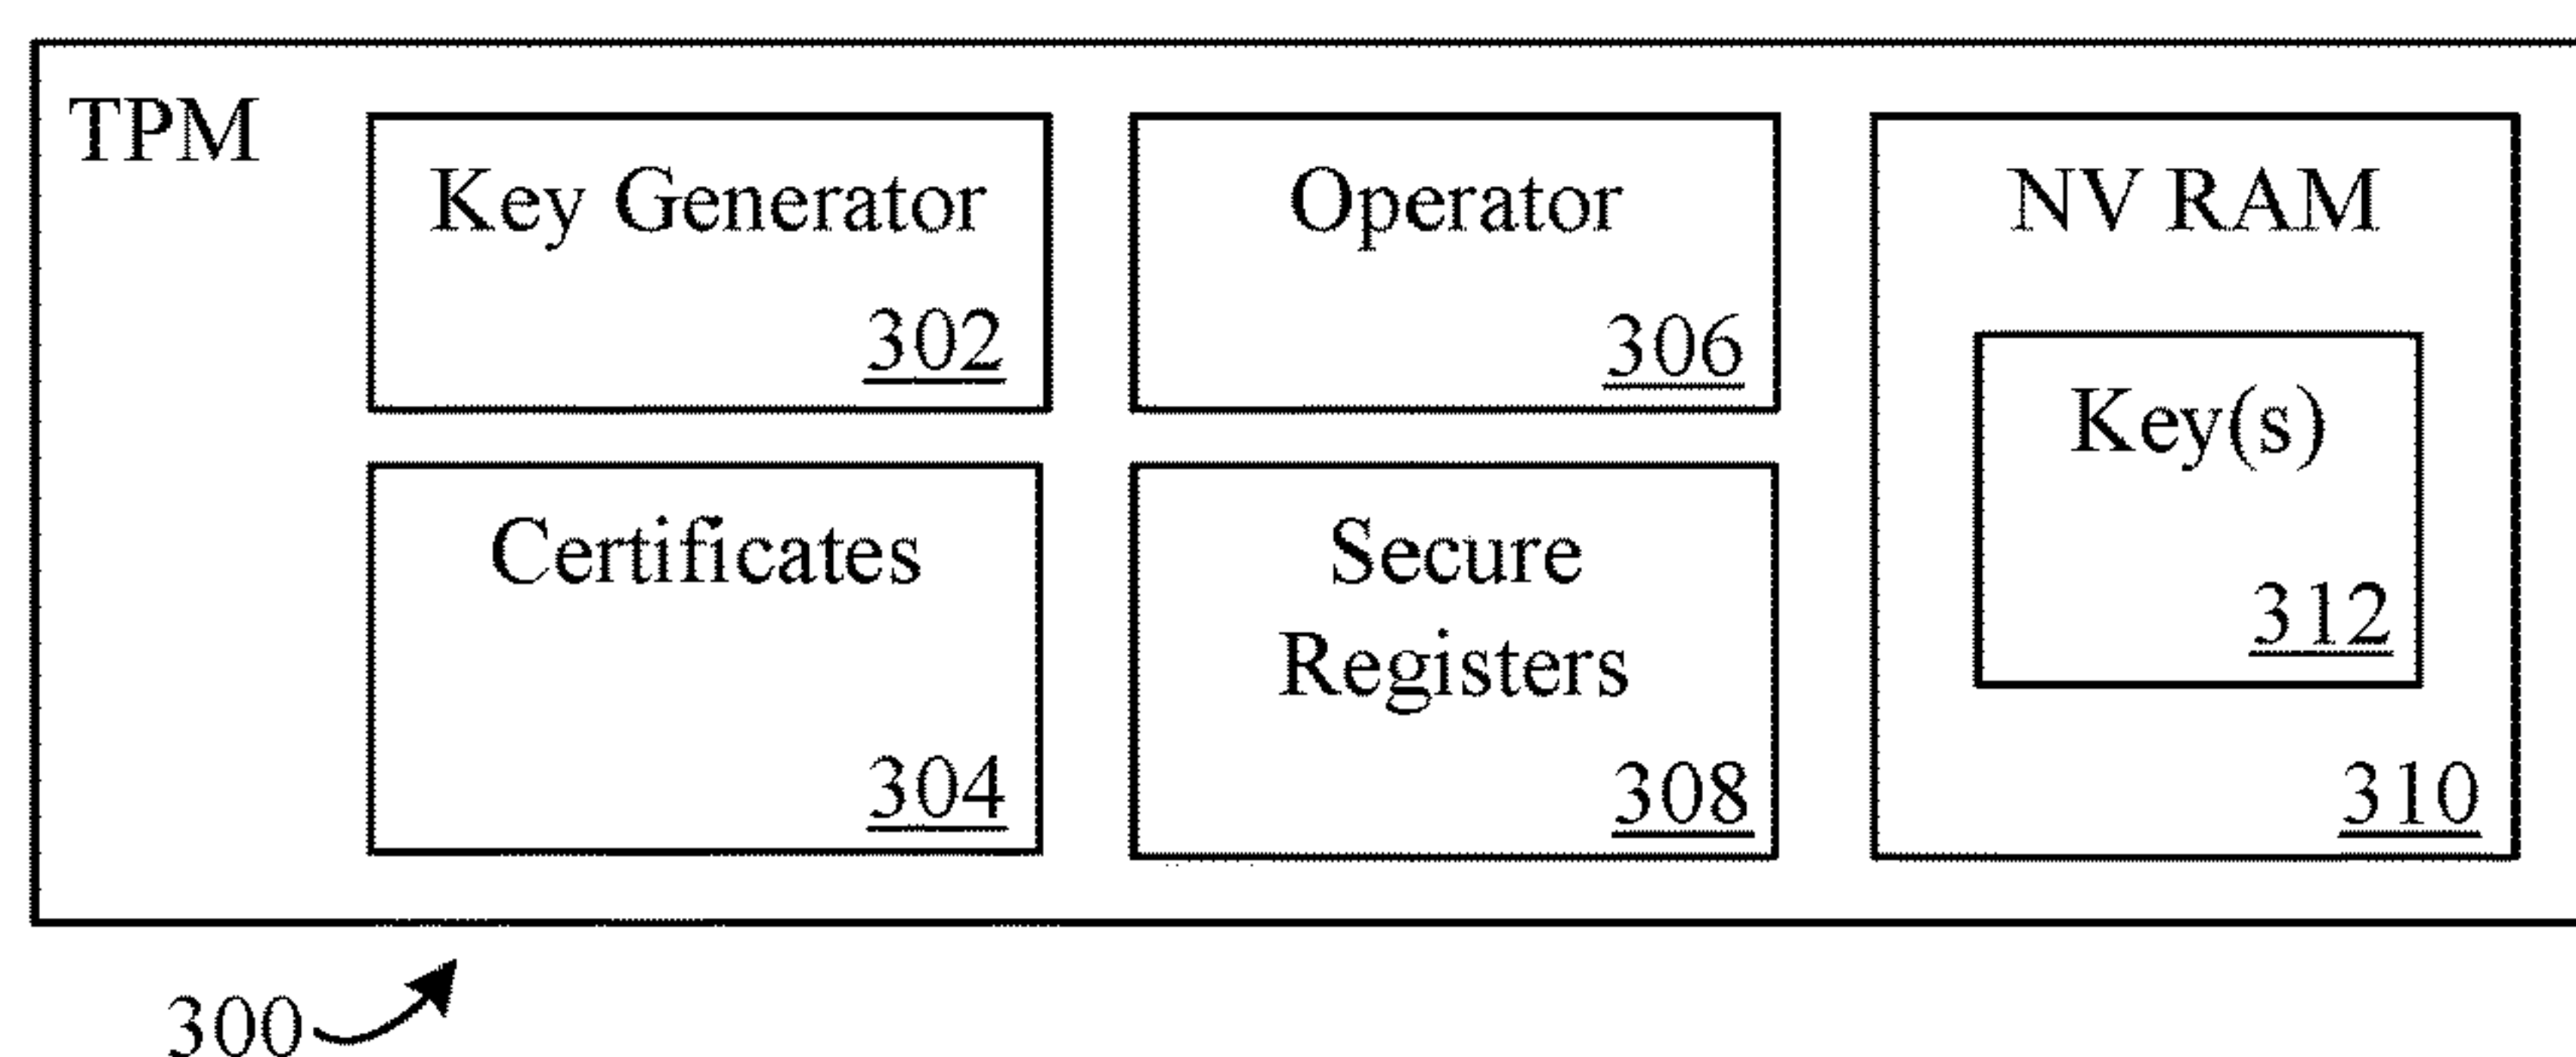 TPM
Key Generator
302
Operator
306
NV RAM
Key(s)
312
310
Certificates
304
Secure
Registers
308
300